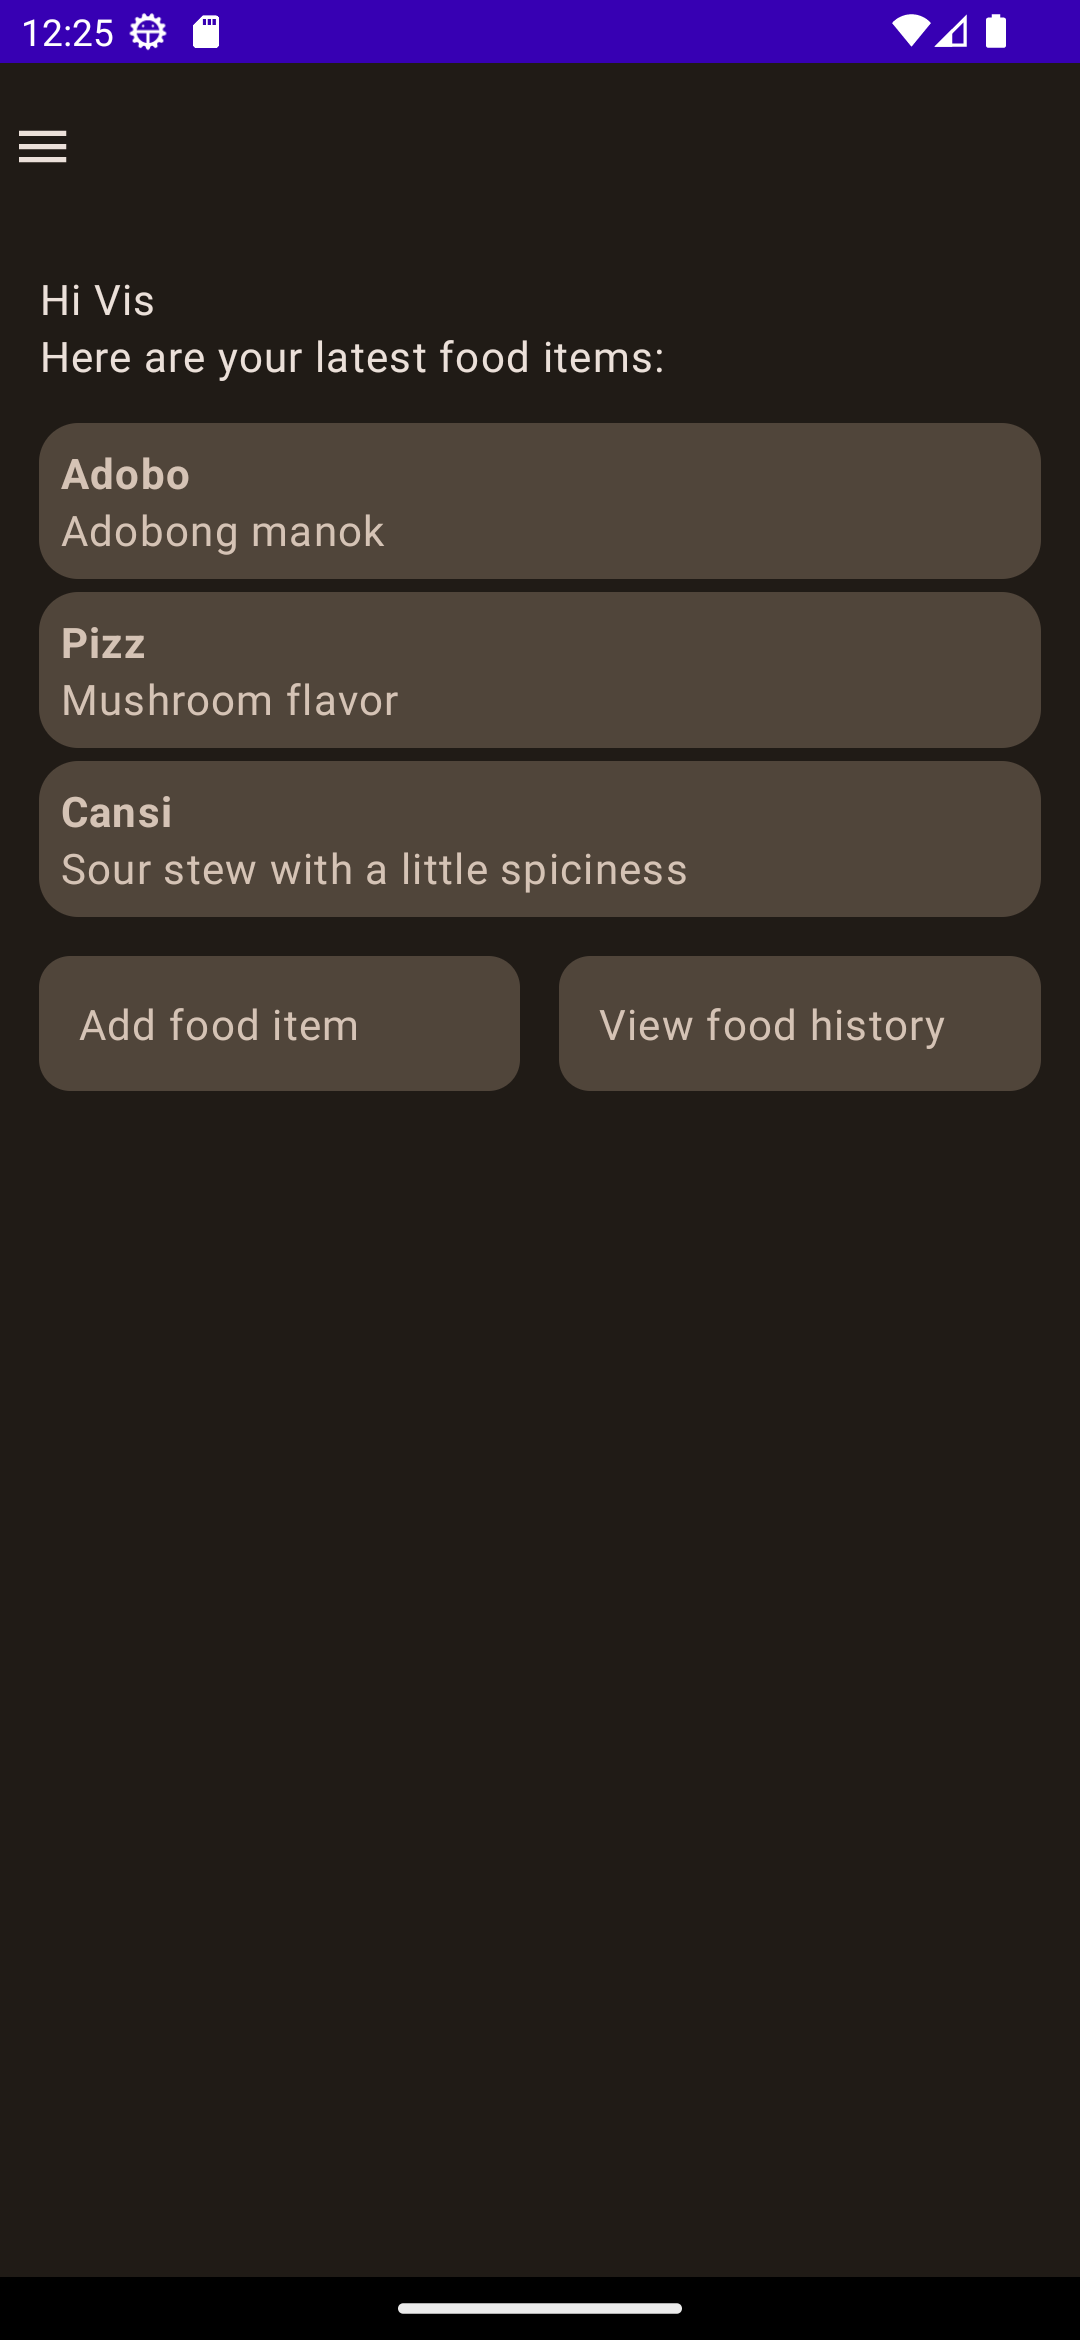 12:25
Hi Vis
Here are your latest food items:
Adobo
Adobong manok
Pizz
Mushroom flavor
Cansi
Sour stew with a little spiciness
Add food item
View food history